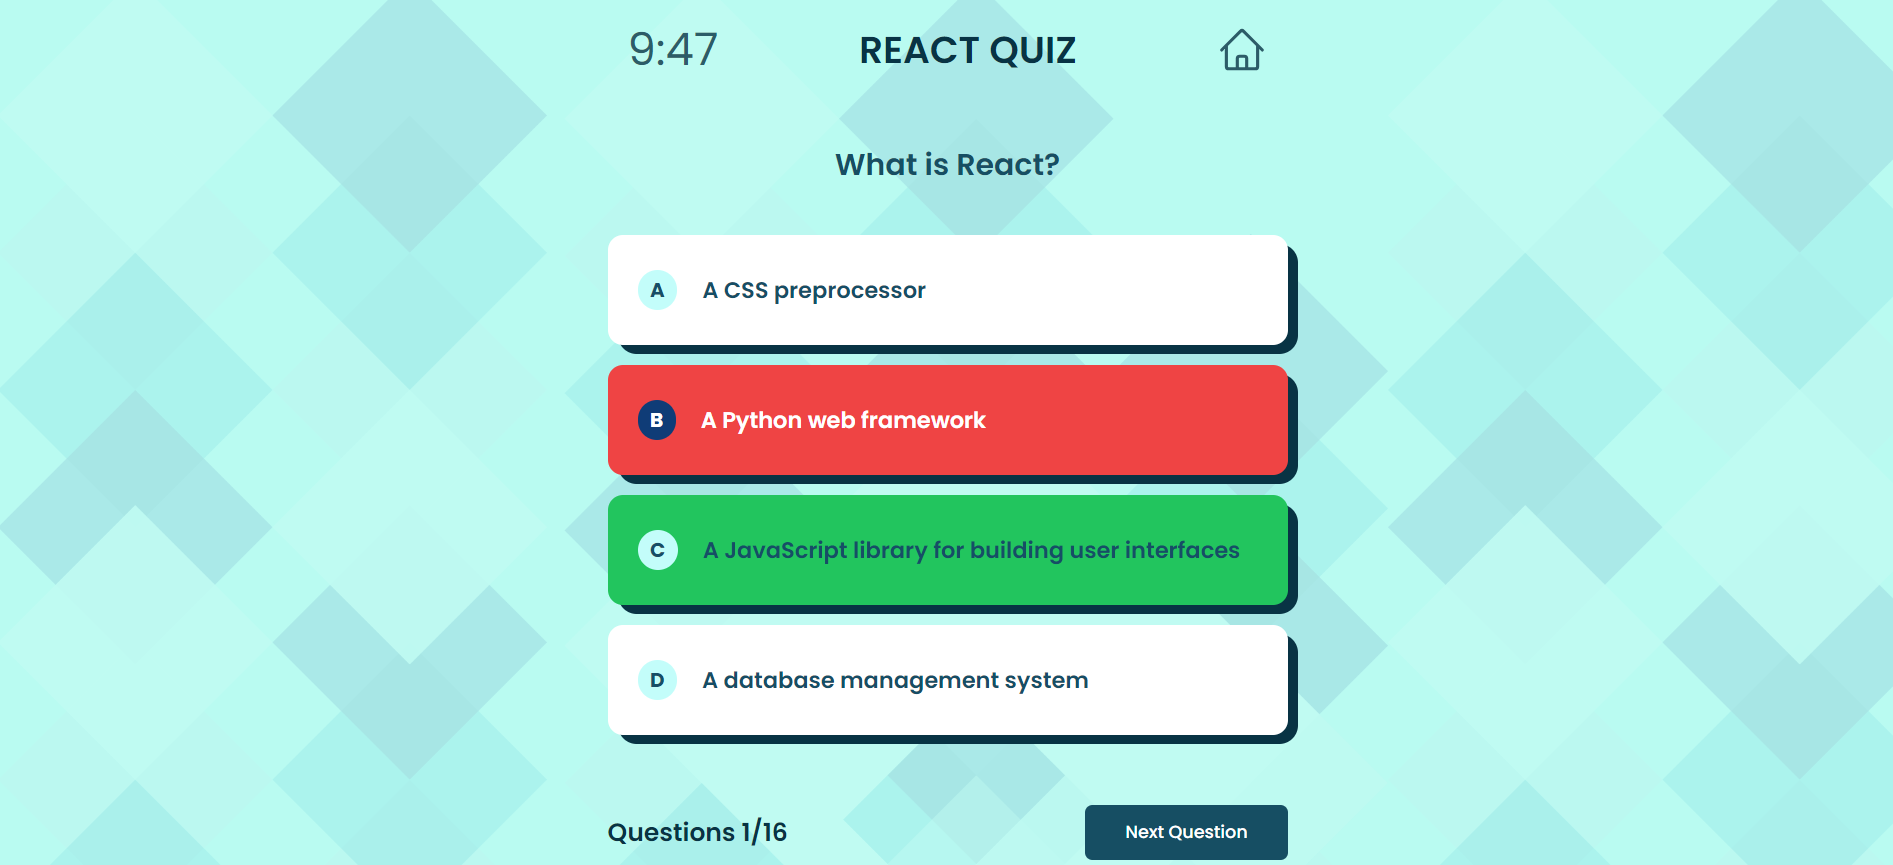 9:47
REACT QUIZ
What is React?
A A CSS preprocessor
B A Python web framework
C A JavaScript library for building user interfaces
D A database management system
Questions 1/16
Next Question